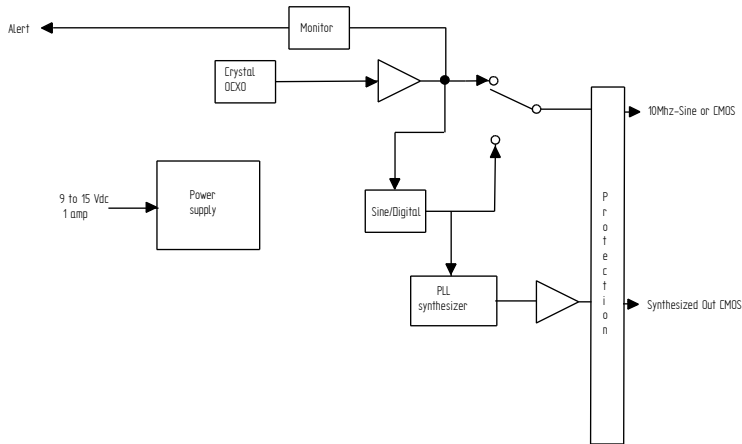 Alert
Monitor
Crystal
OCXO
10Mhz-Sine or CMOS
9 to 15 Vdc
1 amp
Power
supply
Sine/Digital
Protection
PLL
synthesizer
Synthesized Out CMOS